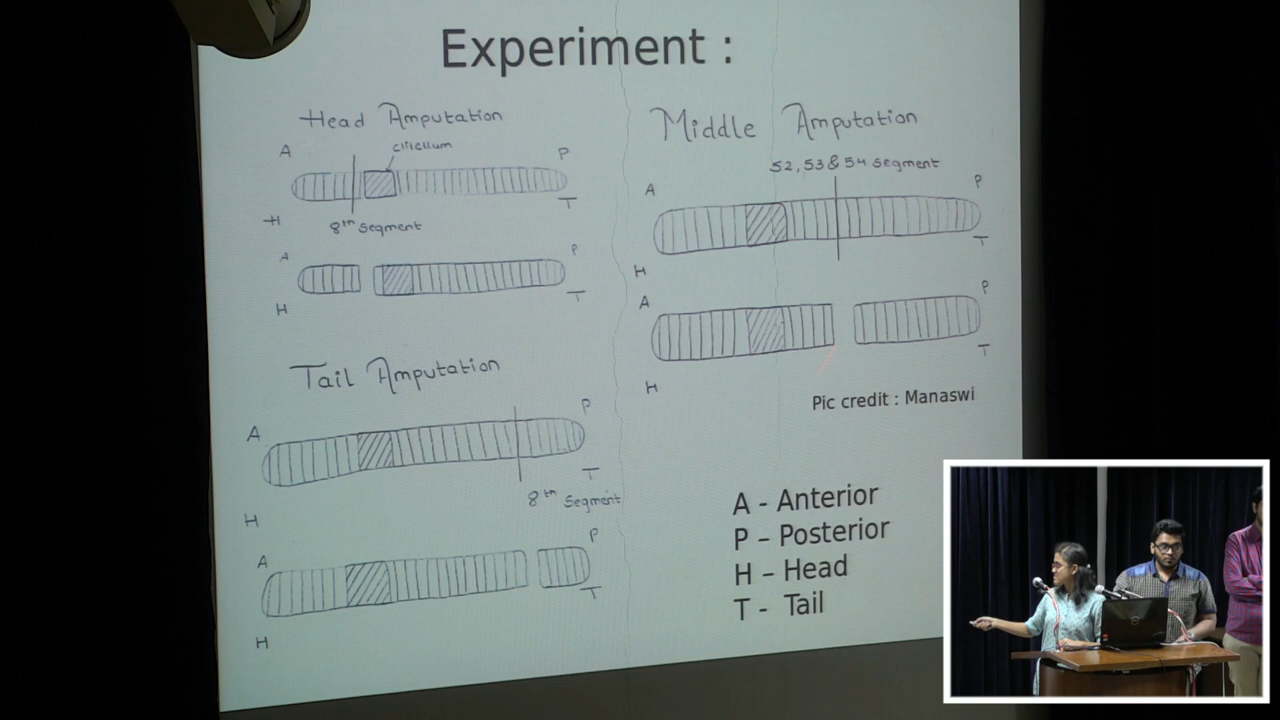 Experiment :
Head Amputation
clitellum
A
P
H
T
8th Segment
A
P
H
T
Tail Amputation
A
P
H
T
8th Segment
A
P
H
T
Middle Amputation
52, 53 & 54 Segment
A
P
H
T
A
P
H
T
Pic credit : Manaswi
A - Anterior
P – Posterior
H – Head
T - Tail